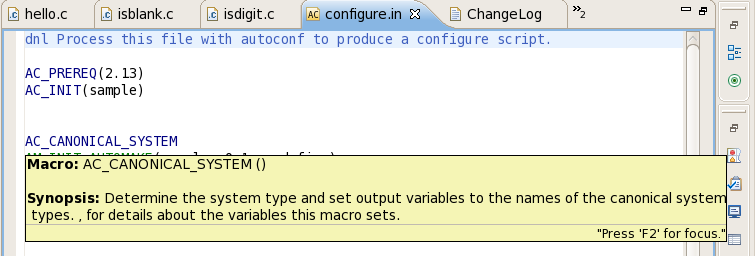 hello.c isblank.c isdigit.c AC configure.in ChangeLog »2
dnl Process this file with autoconf to produce a configure script.
AC_PREREQ(2.13)
AC_INIT(sample)
AC_CANONICAL_SYSTEM
Macro: AC_CANONICAL_SYSTEM ()
Synopsis: Determine the system type and set output variables to the names of the canonical system
types. , for details about the variables this macro sets.
"Press 'F2' for focus."